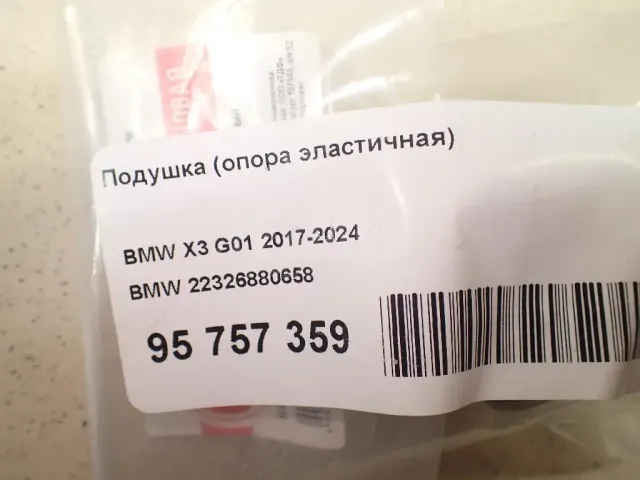 Подушка (опора эластичная)
BMW X3 G01 2017-2024
BMW 22326880658
95 757 359